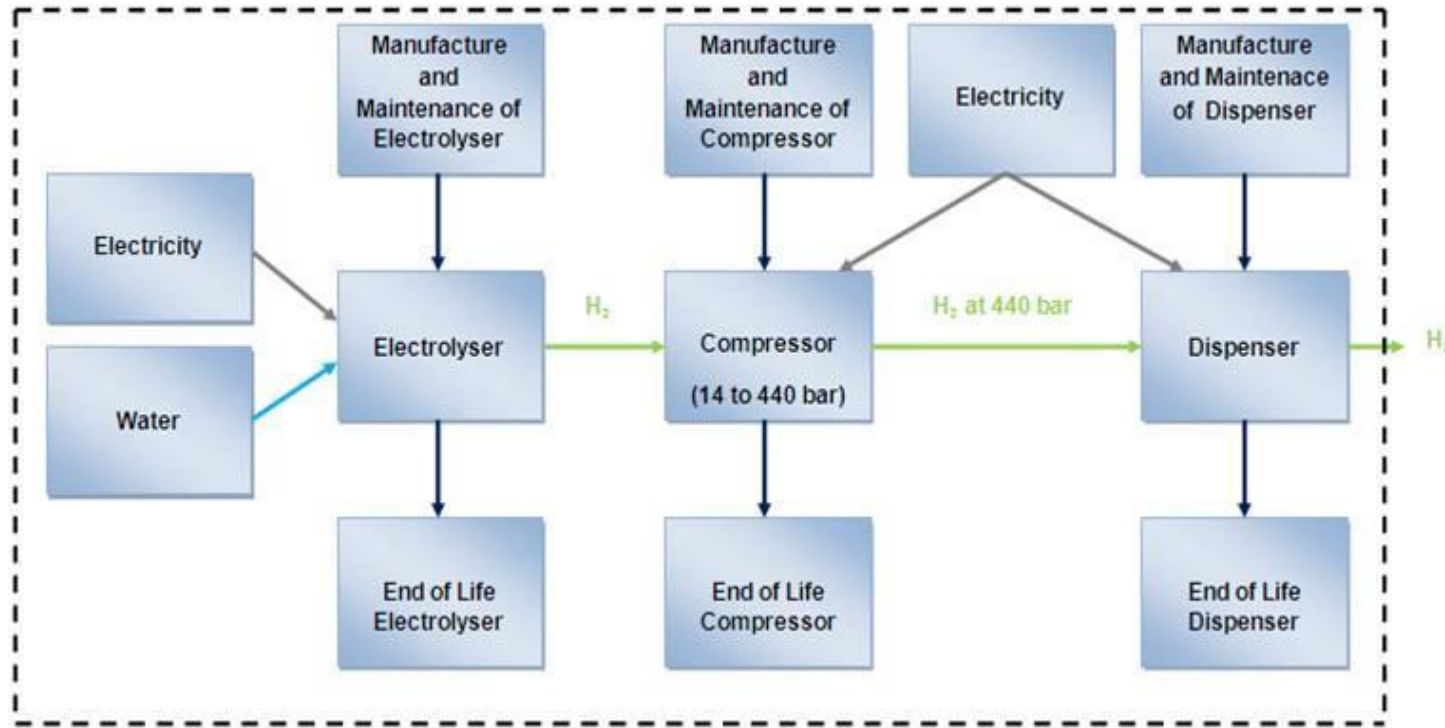 Manufacture
and
Maintenance of
Electrolyser
Manufacture
and
Maintenance of
Compressor
Electricity
Manufacture
and Maintenace
of Dispenser
Electricity
Water
Electrolyser
H₂
Compressor
(14 to 440 bar)
H₂ at 440 bar
Dispenser
H
End of Life
Electrolyser
End of Life
Compressor
End of Life
Dispenser